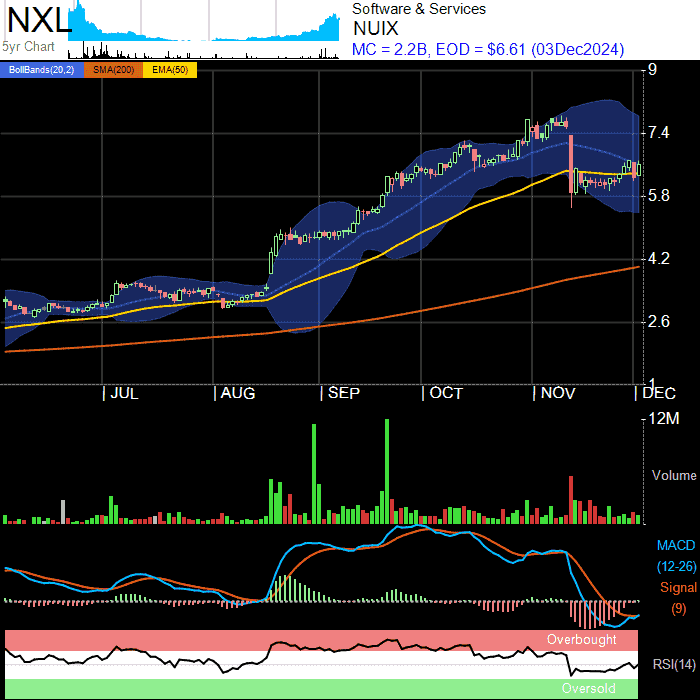 NXL
5yr Chart
Software & Services
NUIX
MC = 2.2B, EOD = $6.61 (03Dec2024)
BollBands(20,2) SMA(200) EMA(50)
9
7.4
5.8
4.2
2.6
1
JUL AUG SEP OCT NOV DEC
12M
Volume
MACD
(12-26)
Signal
(9)
Overbought
RSI(14)
Oversold